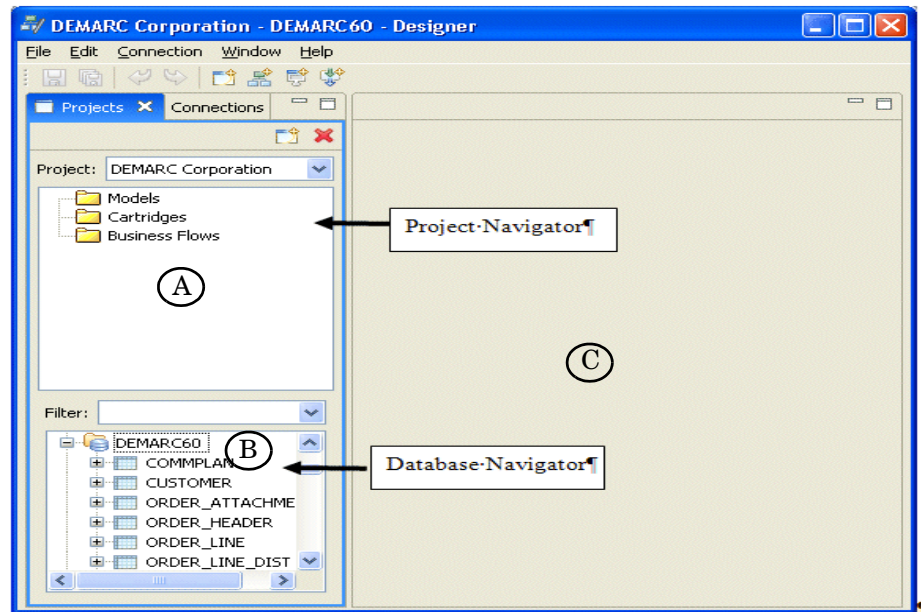 DEMARC Corporation - DEMARC60 - Designer
File Edit Connection Window Help
Projects Connections
Project: DEMARC Corporation
Models
Cartridges
Business Flows
Project·Navigator¶
A
C
Filter:
DEMARC60
B
COMMPLAN
Database·Navigator¶
CUSTOMER
ORDER_ATTACHME
ORDER_HEADER
ORDER_LINE
ORDER_LINE_DIST